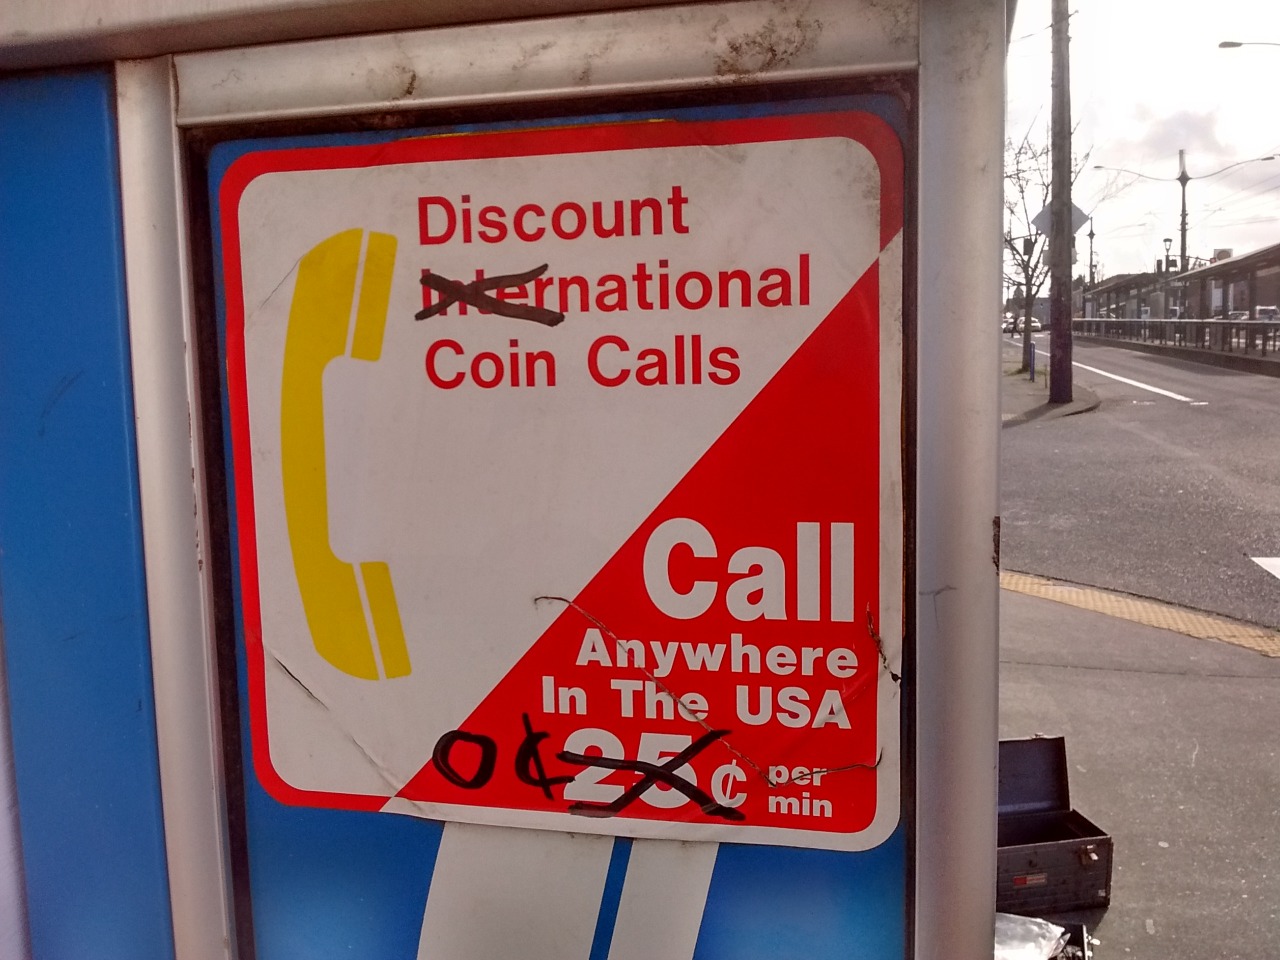 Discount
International
Coin Calls
Call
Anywhere
In The USA
0¢ 25¢ per
min